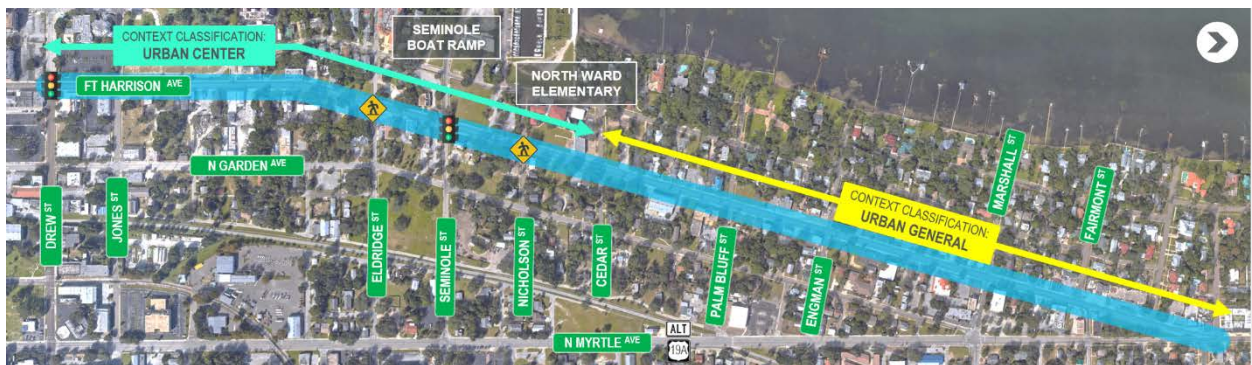 CONTEXT CLASSIFICATION:
URBAN CENTER
SEMINOLE
BOAT RAMP
NORTH WARD
ELEMENTARY
FT HARRISON AVE
N GARDEN AVE
DREW ST
JONES ST
ELDRIDGE ST
SEMINOLE ST
NICHOLSON ST
CEDAR ST
PALM BLUFF ST
ENGMAN ST
MARSHALL ST
FAIRMONT ST
CONTEXT CLASSIFICATION:
URBAN GENERAL
N MYRTLE AVE
ALT
19A